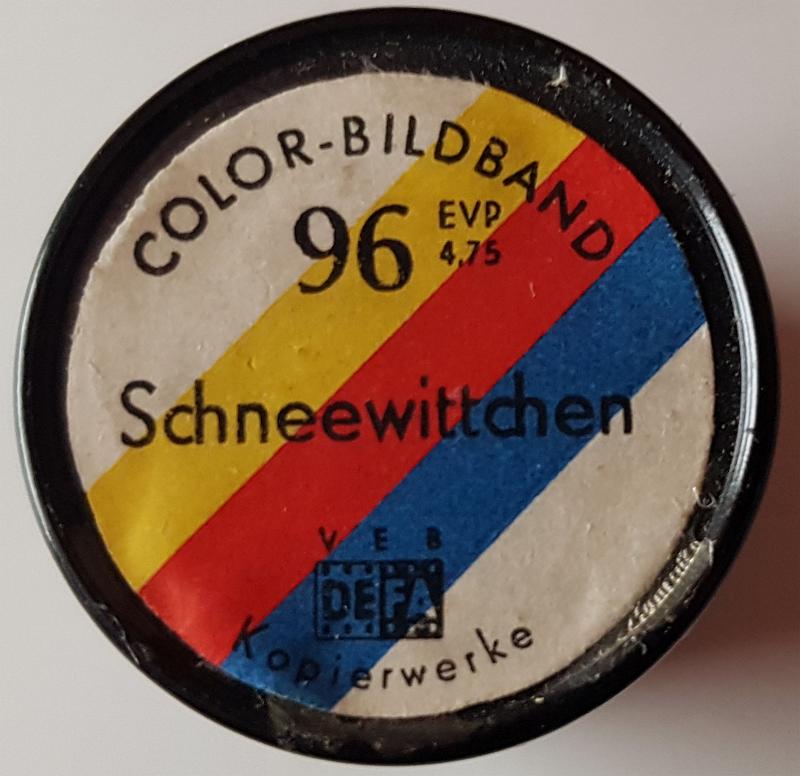 COLOR-BILDBAND
96
EVP
4,75
Schneewittchen
VEB
DEFA
Kopierwerke